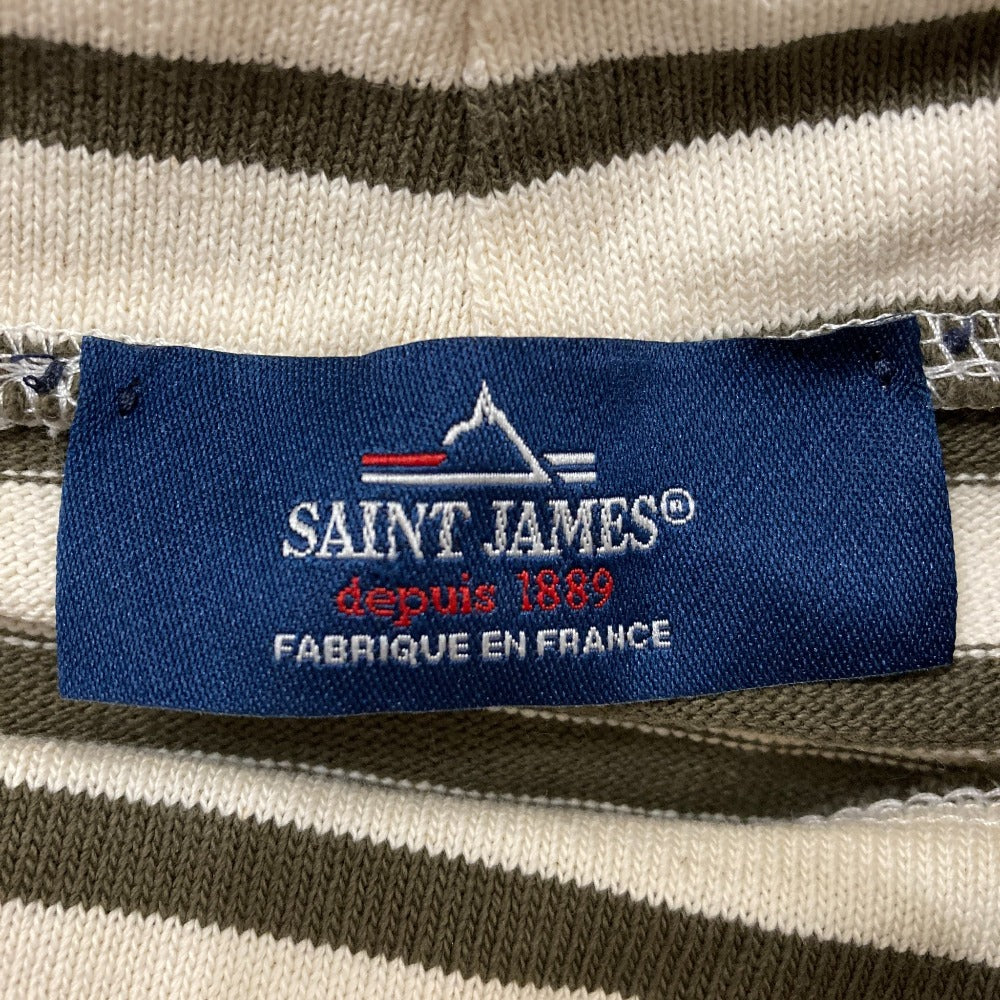 SAINT JAMES®
depuis 1889
FABRIQUE EN FRANCE